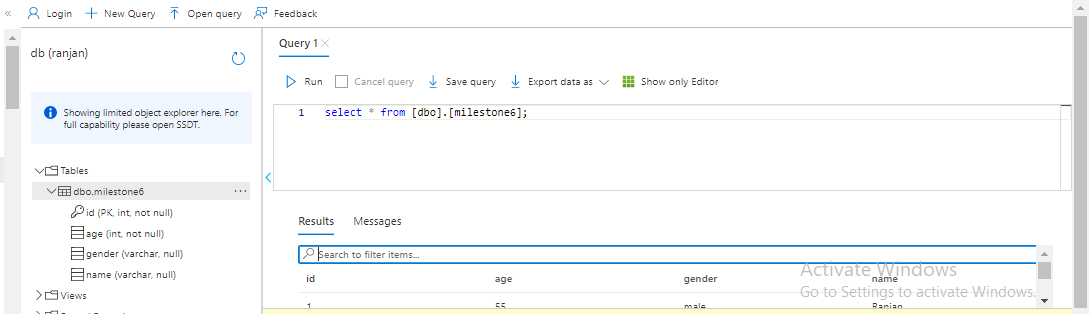 « Login New Query Open query Feedback
db (ranjan)
Showing limited object explorer here. For
full capability please open SSDT.
Tables
dbo.milestone6 ...
id (PK, int, not null)
age (int, not null)
gender (varchar, null)
name (varchar, null)
Views
Query 1
Run Cancel query Save query Export data as Show only Editor
1 select * from [dbo].[milestone6];
Results Messages
Search to filter items...
id age gender name
1 55 male Ranjan
Activate Windows
Go to Settings to activate Windows.